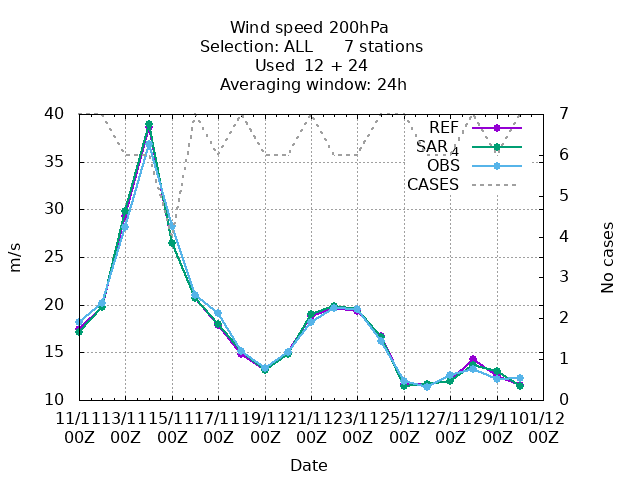 Wind speed 200hPa
Selection: ALL 7 stations
Used 12 + 24
Averaging window: 24h
40
35
30
25
20
15
10
m/s
7
6
5
4
3
2
1
0
No cases
REF
SAR 4
OBS
CASES
11/11 13/11 15/11 17/11 19/11 21/11 23/11 25/11 27/11 29/11 01/12
00Z 00Z 00Z 00Z 00Z 00Z 00Z 00Z 00Z 00Z 00Z
Date